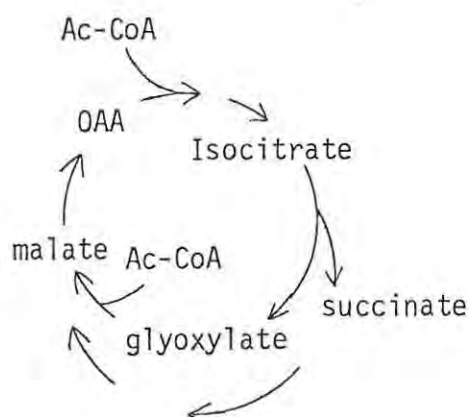 Ac-CoA
OAA
Isocitrate
malate
Ac-CoA
succinate
glyoxylate